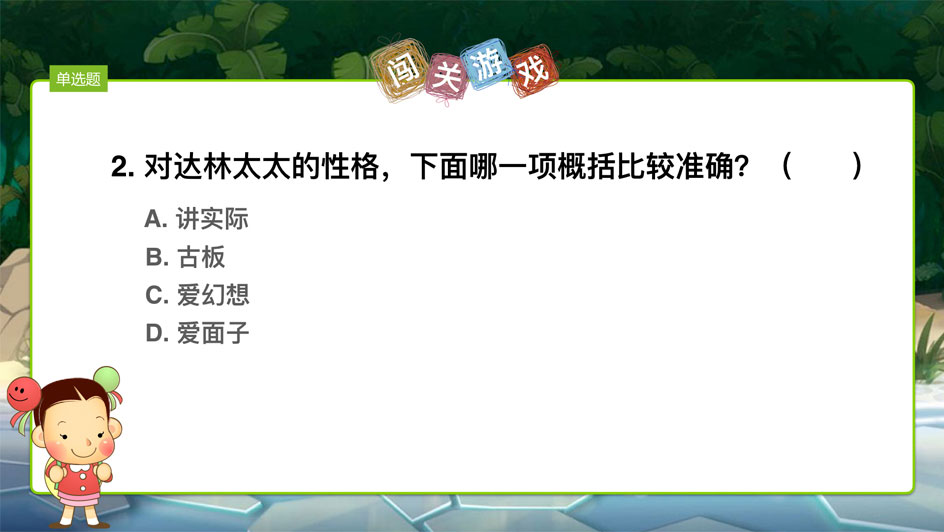 闯关游戏
单选题
2. 对达林太太的性格，下面哪一项概括比较准确？（　　）
A. 讲实际
B. 古板
C. 爱幻想
D. 爱面子